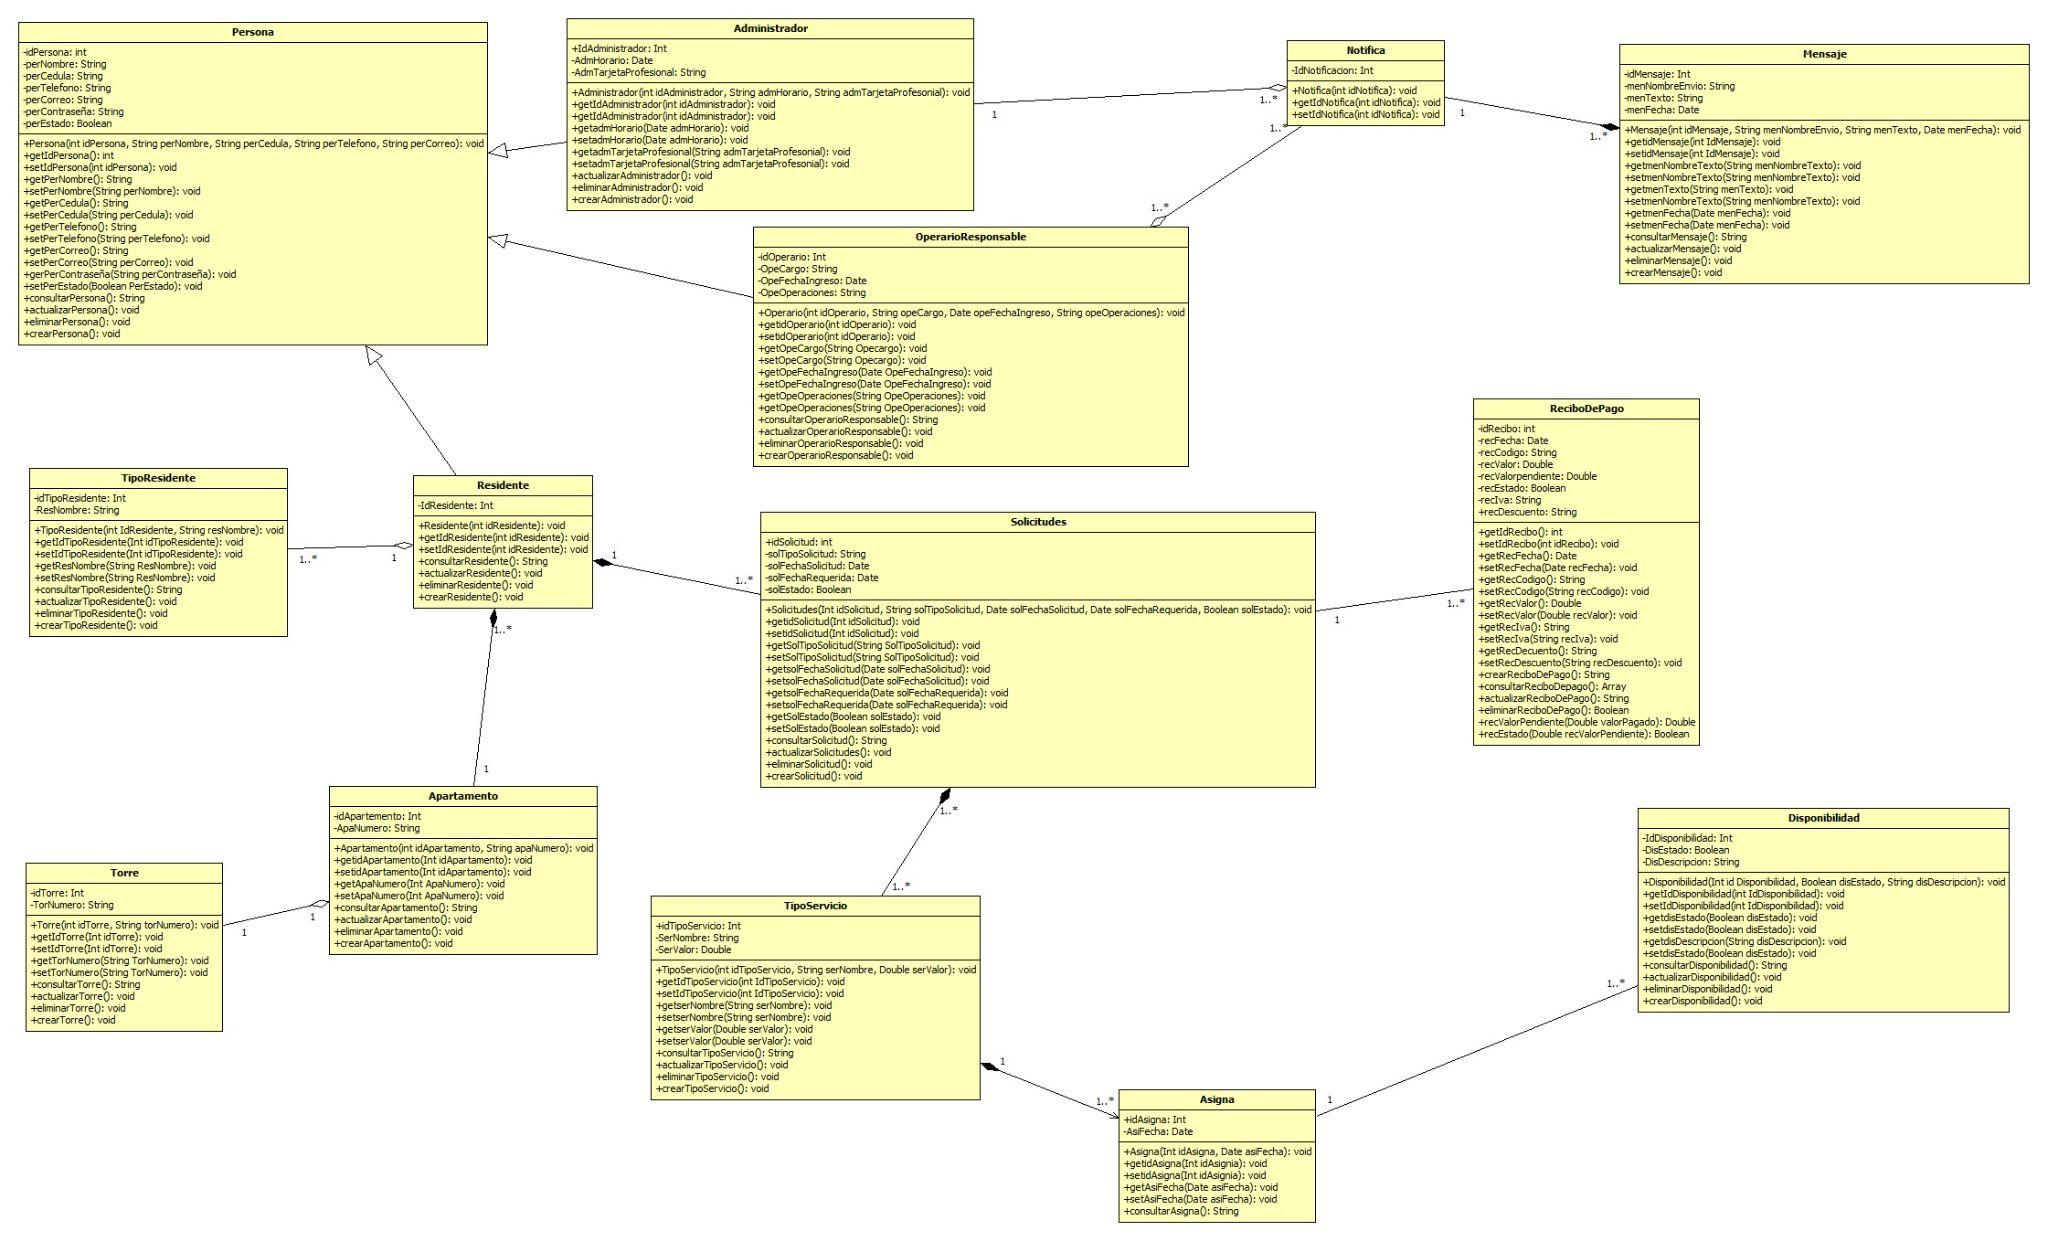 Persona
-idPersona: int
-perNombre: String
-perCedula: String
-perTelefono: String
-perCorreo: String
-perContraseña: String
-perEstado: Boolean
+Persona(int idPersona, String perNombre, String perCedula, String perTelefono, String perCorreo): void
+getIdPersona(): int
+setIdPersona(int idPersona): void
+getPerNombre(): String
+setPerNombre(String perNombre): void
+getPerCedula(): String
+setPerCedula(String perCedula): void
+getPerTelefono(): String
+setPerTelefono(String perTelefono): void
+getPerCorreo(): String
+setPerCorreo(String perCorreo): void
+gerPerContraseña(String perContraseña): void
+setPerEstado(Boolean PerEstado): void
+consultarPersona(): String
+actualizarPersona(): void
+eliminarPersona(): void
+crearPersona(): void
Administrador
+IdAdministrador: Int
-AdmHorario: Date
-AdmTarjetaProfesional: String
+Administrador(int idAdministrador, String admHorario, String admTarjetaProfesonial): void
+getIdAdministrador(int idAdministrador): void
+getIdAdministrador(int idAdministrador): void
+getadmHorario(Date admHorario): void
+setadmHorario(Date admHorario): void
+getadmTarjetaProfesional(String admTarjetaProfesonial): void
+setadmTarjetaProfesional(String admTarjetaProfesonial): void
+actualizarAdministrador(): void
+eliminarAdministrador(): void
+crearAdministrador(): void
1
1..*
Notifica
-IdNotificacion: Int
+Notifica(int idNotifica): void
+getIdNotifica(int idNotifica): void
+setIdNotifica(int idNotifica): void
1..*
1..*
1
1..*
Mensaje
-idMensaje: Int
-menNombreEnvio: String
-menTexto: String
-menFecha: Date
+Mensaje(int idMensaje, String menNombreEnvio, String menTexto, Date menFecha): void
+getidMensaje(int IdMensaje): void
+setidMensaje(int IdMensaje): void
+getmenNombreTexto(String menNombreTexto): void
+setmenNombreTexto(String menNombreTexto): void
+getmenTexto(String menTexto): void
+setmenNombreTexto(String menNombreTexto): void
+getmenFecha(Date menFecha): void
+setmenFecha(Date menFecha): void
+consultarMensaje(): String
+actualizarMensaje(): void
+eliminarMensaje(): void
+crearMensaje(): void
OperarioResponsable
-idOperario: Int
-OpeCargo: String
-OpeFechaIngreso: Date
-OpeOperaciones: String
+Operario(int idOperario, String opeCargo, Date opeFechaIngreso, String opeOperaciones): void
+getidOperario(int idOperario): void
+setidOperario(int idOperario): void
+getOpeCargo(String Opecargo): void
+setOpeCargo(String Opecargo): void
+getOpeFechaIngreso(Date OpeFechaIngreso): void
+setOpeFechaIngreso(Date OpeFechaIngreso): void
+getOpeOperaciones(String OpeOperaciones): void
+getOpeOperaciones(String OpeOperaciones): void
+consultarOperarioResponsable(): String
+actualizarOperarioResponsable(): void
+eliminarOperarioResponsable(): void
+crearOperarioResponsable(): void
TipoResidente
-idTipoResidente: Int
-ResNombre: String
+TipoResidente(int IdResidente, String resNombre): void
+getIdTipoResidente(Int idTipoResidente): void
+setIdTipoResidente(Int idTipoResidente): void
+getResNombre(String ResNombre): void
+setResNombre(String ResNombre): void
+consultarTipoResidente(): String
+actualizarTipoResidente(): void
+eliminarTipoResidente(): void
+crearTipoResidente(): void
1..*
1
Residente
-IdResidente: Int
+Residente(int idResidente): void
+getIdResidente(int idResidente): void
+setIdResidente(int idResidente): void
+consultarResidente(): String
+actualizarResidente(): void
+eliminarResidente(): void
+crearResidente(): void
1
1..*
1..*
1
Solicitudes
+idSolicitud: int
-solTipoSolicitud: String
-solFechaSolicitud: Date
-solFechaRequerida: Date
-solEstado: Boolean
+Solicitudes(Int idSolicitud, String solTipoSolicitud, Date solFechaSolicitud, Date solFechaRequerida, Boolean solEstado): void
+getidSolicitud(Int idSolicitud): void
+setidSolicitud(Int idSolicitud): void
+getSolTipoSolicitud(String SolTipoSolicitud): void
+setSolTipoSolicitud(String SolTipoSolicitud): void
+getsolFechaSolicitud(Date solFechaSolicitud): void
+setsolFechaSolicitud(Date solFechaSolicitud): void
+getsolFechaRequerida(Date solFechaRequerida): void
+setsolFechaRequerida(Date solFechaRequerida): void
+getSolEstado(Boolean solEstado): void
+setSolEstado(Boolean solEstado): void
+consultarSolicitud(): String
+actualizarSolicitudes(): void
+eliminarSolicitud(): void
+crearSolicitud(): void
1
1..*
ReciboDePago
-idRecibo: int
-recFecha: Date
-recCodigo: String
-recValor: Double
-recValorpendiente: Double
-recEstado: Boolean
-recIva: String
+recDescuento: String
+getIdRecibo(): int
+setIdRecibo(int idRecibo): void
+getRecFecha(): Date
+setRecFecha(Date recFecha): void
+getRecCodigo(): String
+setRecCodigo(String recCodigo): void
+getRecValor(): Double
+setRecValor(Double recValor): void
+getRecIva(): String
+setRecIva(String recIva): void
+getRecDecuento(): String
+setRecDescuento(String recDescuento): void
+crearReciboDePago(): String
+consultarReciboDepago(): Array
+actualizarReciboDePago(): String
+eliminarReciboDePago(): Boolean
+recValorPendiente(Double valorPagado): Double
+recEstado(Double recValorPendiente): Boolean
Apartamento
-idApartemento: Int
-ApaNumero: String
+Apartamento(int idApartamento, String apaNumero): void
+getidApartamento(Int idApartamento): void
+setidApartamento(Int idApartamento): void
+getApaNumero(Int ApaNumero): void
+setApaNumero(Int ApaNumero): void
+consultarApartamento(): String
+actualizarApartamento(): void
+eliminarApartamento(): void
+crearApartamento(): void
Torre
-idTorre: Int
-TorNumero: String
+Torre(int idTorre, String torNumero): void
+getIdTorre(Int idTorre): void
+setIdTorre(Int idTorre): void
+getTorNumero(String TorNumero): void
+setTorNumero(String TorNumero): void
+consultarTorre(): String
+actualizarTorre(): void
+eliminarTorre(): void
+crearTorre(): void
1
1
1..*
1..*
TipoServicio
+idTipoServicio: Int
-SerNombre: String
-SerValor: Double
+TipoServicio(int idTipoServicio, String serNombre, Double serValor): void
+getIdTipoServicio(int IdTipoServicio): void
+setIdTipoServicio(int IdTipoServicio): void
+getserNombre(String serNombre): void
+setserNombre(String serNombre): void
+getserValor(Double serValor): void
+setserValor(Double serValor): void
+consultarTipoServicio(): String
+actualizarTipoServicio(): void
+eliminarTipoServicio(): void
+crearTipoServicio(): void
1
1..*
Disponibilidad
-IdDisponibilidad: Int
-DisEstado: Boolean
-DisDescripcion: String
+Disponibilidad(Int id Disponibilidad, Boolean disEstado, String disDescripcion): void
+getIdDisponibilidad(int IdDisponibilidad): void
+setIdDisponibilidad(int IdDisponibilidad): void
+getdisEstado(Boolean disEstado): void
+setdisEstado(Boolean disEstado): void
+getdisDescripcion(String disDescripcion): void
+setdisEstado(Boolean disEstado): void
+consultarDisponibilidad(): String
+actualizarDisponibilidad(): void
+eliminarDisponibilidad(): void
+crearDisponibilidad(): void
1..*
1
Asigna
+idAsigna: Int
-AsiFecha: Date
+Asigna(Int idAsigna, Date asiFecha): void
+getidAsigna(Int idAsignia): void
+setidAsigna(Int idAsignia): void
+getAsiFecha(Date asiFecha): void
+setAsiFecha(Date asiFecha): void
+consultarAsigna(): String